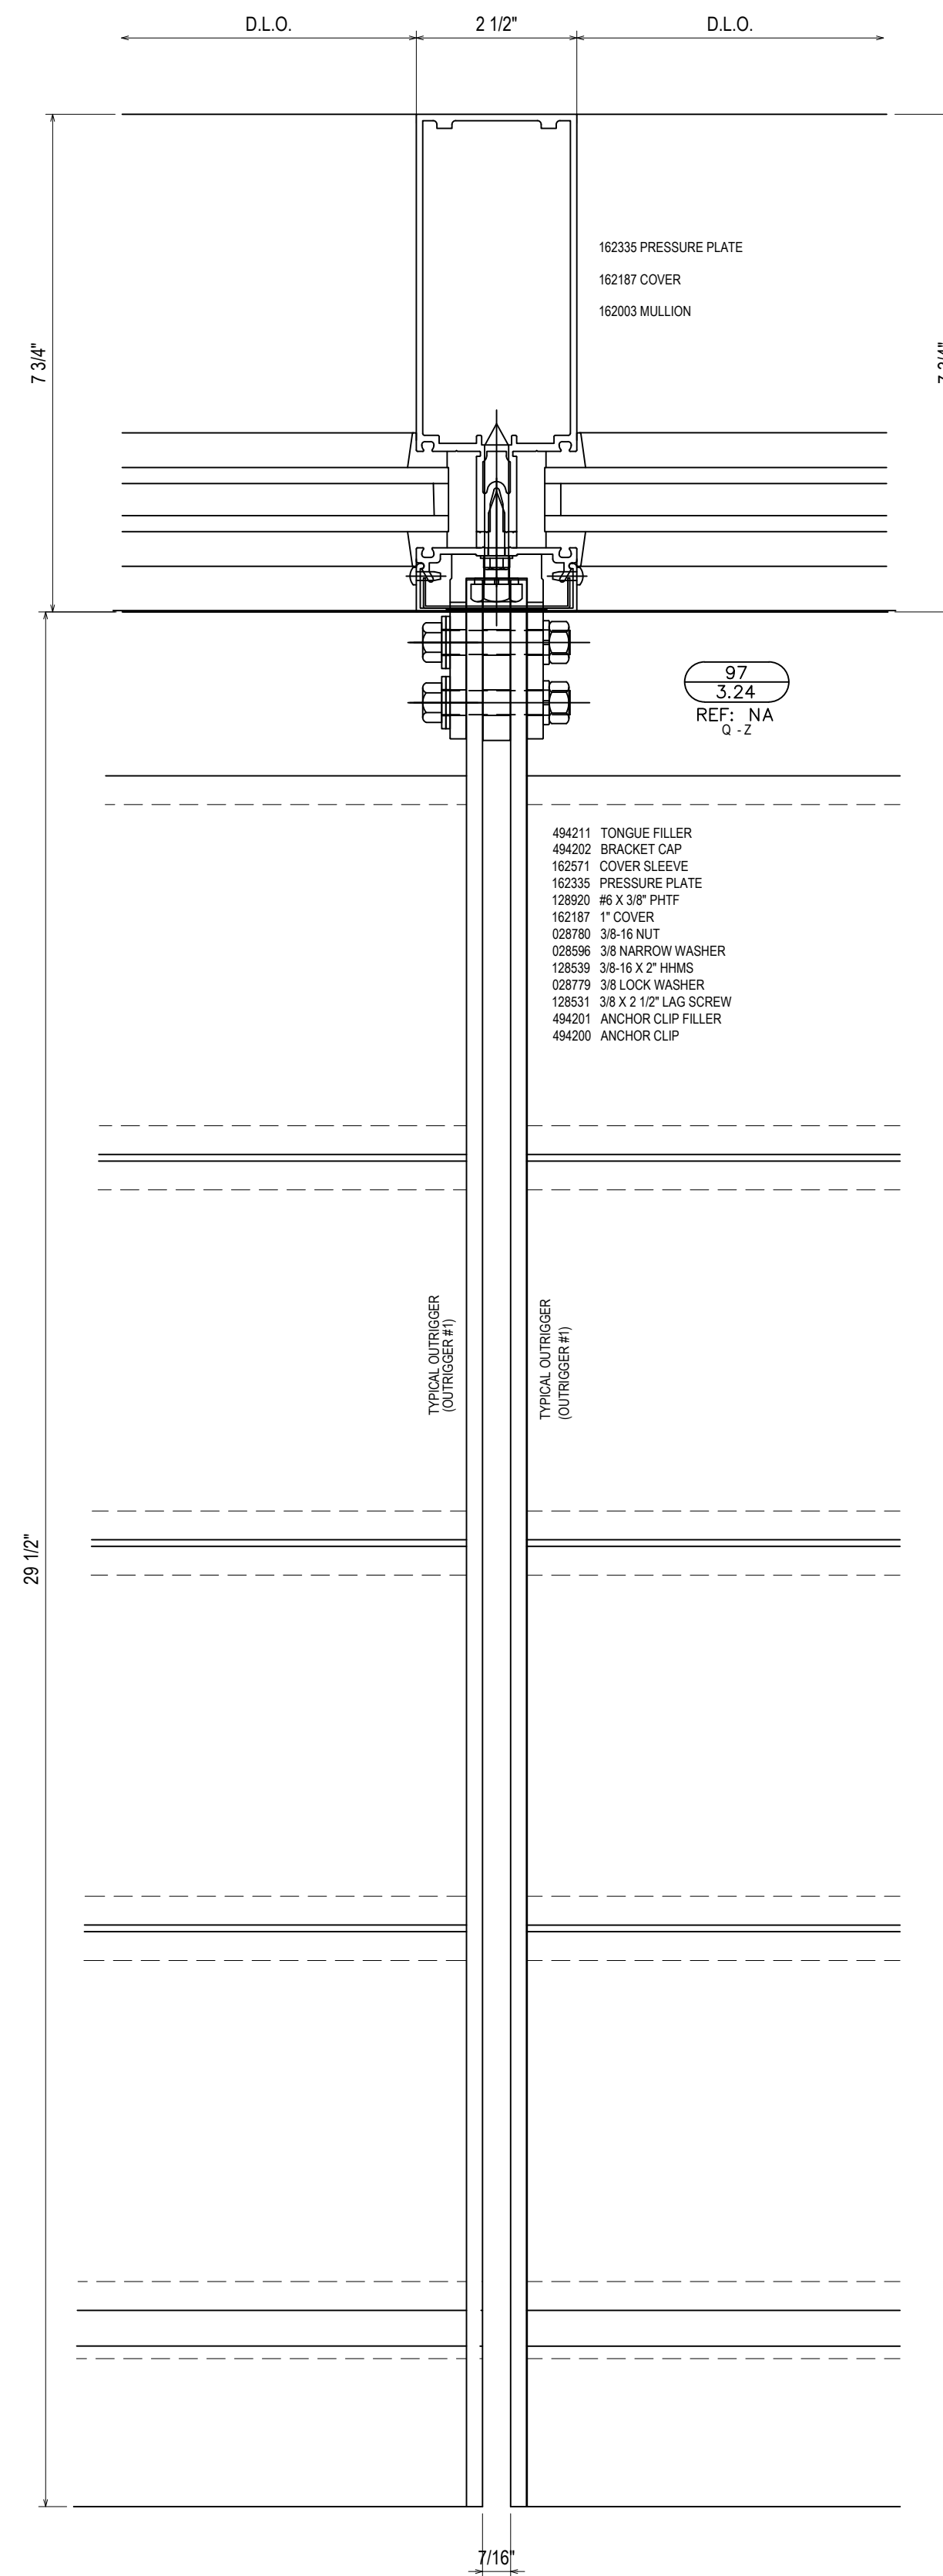 D.L.O. 2 1/2" D.L.O.
162335 PRESSURE PLATE
162187 COVER
162003 MULLION
7 3/4"
97
3.24
REF: NA
Q - Z
494211 TONGUE FILLER
494202 BRACKET CAP
162571 COVER SLEEVE
162335 PRESSURE PLATE
128920 #6 X 3/8" PHTF
162187 1" COVER
028780 3/8-16 NUT
028596 3/8 NARROW WASHER
128539 3/8-16 X 2" HHMS
028779 3/8 LOCK WASHER
128531 3/8 X 2 1/2" LAG SCREW
494201 ANCHOR CLIP FILLER
494200 ANCHOR CLIP
TYPICAL OUTRIGGER
(OUTRIGGER #1)
TYPICAL OUTRIGGER
(OUTRIGGER #1)
29 1/2"
7/16"